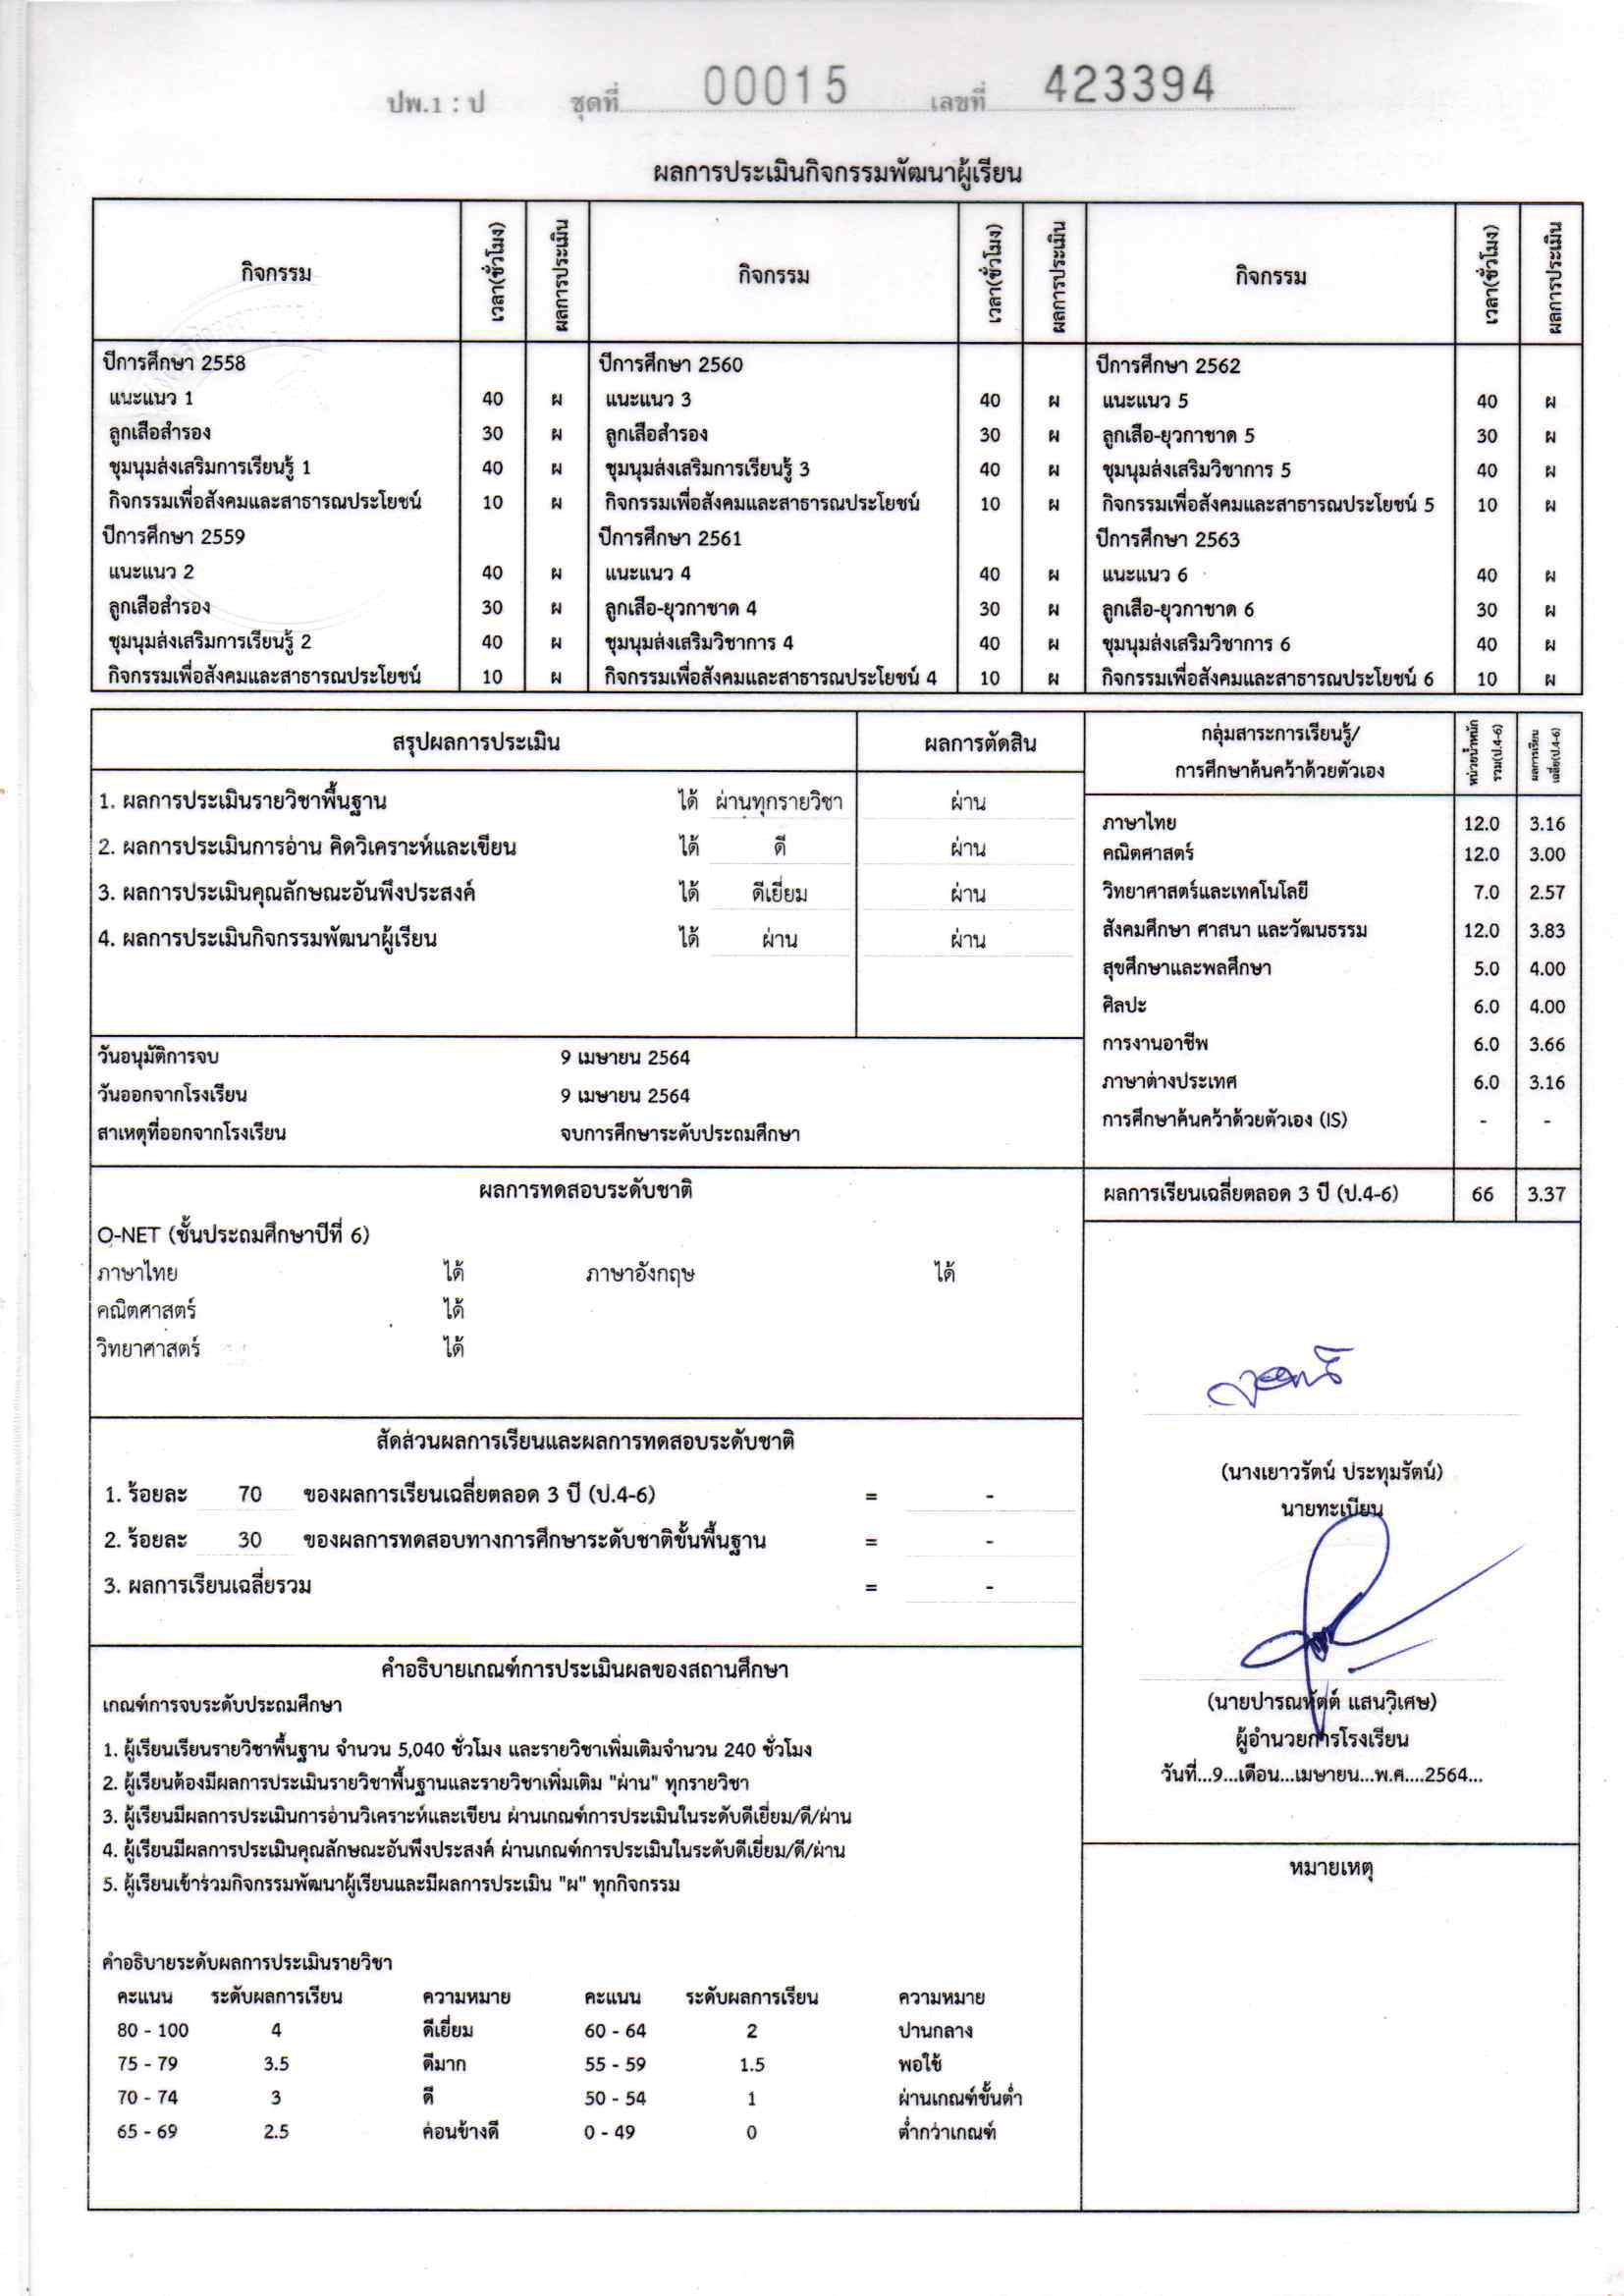 ปพ.1 : ป ชุดที่ 00015 เลขที่ 423394
ผลการประเมินกิจกรรมพัฒนาผู้เรียน
กิจกรรม เวลา(ชั่วโมง) ผลการประเมิน กิจกรรม เวลา(ชั่วโมง) ผลการประเมิน กิจกรรม เวลา(ชั่วโมง) ผลการประเมิน
ปีการศึกษา 2558 ปีการศึกษา 2560 ปีการศึกษา 2562
แนะแนว 1 40 ผ แนะแนว 3 40 ผ แนะแนว 5 40 ผ
ลูกเสือสำรอง 30 ผ ลูกเสือสำรอง 30 ผ ลูกเสือ-ยุวกาชาด 5 30 ผ
ชุมนุมส่งเสริมการเรียนรู้ 1 40 ผ ชุมนุมส่งเสริมการเรียนรู้ 3 40 ผ ชุมนุมส่งเสริมวิชาการ 5 40 ผ
กิจกรรมเพื่อสังคมและสาธารณประโยชน์ 10 ผ กิจกรรมเพื่อสังคมและสาธารณประโยชน์ 10 ผ กิจกรรมเพื่อสังคมและสาธารณประโยชน์ 5 10 ผ
ปีการศึกษา 2559 ปีการศึกษา 2561 ปีการศึกษา 2563
แนะแนว 2 40 ผ แนะแนว 4 40 ผ แนะแนว 6 40 ผ
ลูกเสือสำรอง 30 ผ ลูกเสือ-ยุวกาชาด 4 30 ผ ลูกเสือ-ยุวกาชาด 6 30 ผ
ชุมนุมส่งเสริมการเรียนรู้ 2 40 ผ ชุมนุมส่งเสริมวิชาการ 4 40 ผ ชุมนุมส่งเสริมวิชาการ 6 40 ผ
กิจกรรมเพื่อสังคมและสาธารณประโยชน์ 10 ผ กิจกรรมเพื่อสังคมและสาธารณประโยชน์ 4 10 ผ กิจกรรมเพื่อสังคมและสาธารณประโยชน์ 6 10 ผ
สรุปผลการประเมิน ผลการตัดสิน
1. ผลการประเมินรายวิชาพื้นฐาน ได้ ผ่านทุกรายวิชา ผ่าน
2. ผลการประเมินการอ่าน คิดวิเคราะห์และเขียน ได้ ดี ผ่าน
3. ผลการประเมินคุณลักษณะอันพึงประสงค์ ได้ ดีเยี่ยม ผ่าน
4. ผลการประเมินกิจกรรมพัฒนาผู้เรียน ได้ ผ่าน ผ่าน
วันอนุมัติการจบ 9 เมษายน 2564
วันออกจากโรงเรียน 9 เมษายน 2564
สาเหตุที่ออกจากโรงเรียน จบการศึกษาระดับประถมศึกษา
กลุ่มสาระการเรียนรู้/
การศึกษาค้นคว้าด้วยตัวเอง
หน่วยน้ำหนัก
รวม(ป.4-6)
ผลการเรียน
เฉลี่ย(ป.4-6)
ภาษาไทย 12.0 3.16
คณิตศาสตร์ 12.0 3.00
วิทยาศาสตร์และเทคโนโลยี 7.0 2.57
สังคมศึกษา ศาสนา และวัฒนธรรม 12.0 3.83
สุขศึกษาและพลศึกษา 5.0 4.00
ศิลปะ 6.0 4.00
การงานอาชีพ 6.0 3.66
ภาษาต่างประเทศ 6.0 3.16
การศึกษาค้นคว้าด้วยตัวเอง (IS) - -
ผลการเรียนเฉลี่ยตลอด 3 ปี (ป.4-6) 66 3.37
ผลการทดสอบระดับชาติ
O-NET (ชั้นประถมศึกษาปีที่ 6)
ภาษาไทย ได้ ภาษาอังกฤษ ได้
คณิตศาสตร์ ได้
วิทยาศาสตร์ ได้
สัดส่วนผลการเรียนและผลการทดสอบระดับชาติ
1. ร้อยละ 70 ของผลการเรียนเฉลี่ยตลอด 3 ปี (ป.4-6) = -
2. ร้อยละ 30 ของผลการทดสอบทางการศึกษาระดับชาติขั้นพื้นฐาน = -
3. ผลการเรียนเฉลี่ยรวม = -
(นางเยาวรัตน์ ประทุมรัตน์)
นายทะเบียน
(นายปารณหัตต์ แสนวิเศษ)
ผู้อำนวยการโรงเรียน
วันที่...9...เดือน...เมษายน...พ.ศ....2564...
หมายเหตุ
คำอธิบายเกณฑ์การประเมินผลของสถานศึกษา
เกณฑ์การจบระดับประถมศึกษา
1. ผู้เรียนเรียนรายวิชาพื้นฐาน จำนวน 5,040 ชั่วโมง และรายวิชาเพิ่มเติมจำนวน 240 ชั่วโมง
2. ผู้เรียนต้องมีผลการประเมินรายวิชาพื้นฐานและรายวิชาเพิ่มเติม "ผ่าน" ทุกรายวิชา
3. ผู้เรียนมีผลการประเมินการอ่านวิเคราะห์และเขียน ผ่านเกณฑ์การประเมินในระดับดีเยี่ยม/ดี/ผ่าน
4. ผู้เรียนมีผลการประเมินคุณลักษณะอันพึงประสงค์ ผ่านเกณฑ์การประเมินในระดับดีเยี่ยม/ดี/ผ่าน
5. ผู้เรียนเข้าร่วมกิจกรรมพัฒนาผู้เรียนและมีผลการประเมิน "ผ" ทุกกิจกรรม
คำอธิบายระดับผลการประเมินรายวิชา
คะแนน ระดับผลการเรียน ความหมาย คะแนน ระดับผลการเรียน ความหมาย
80 - 100 4 ดีเยี่ยม 60 - 64 2 ปานกลาง
75 - 79 3.5 ดีมาก 55 - 59 1.5 พอใช้
70 - 74 3 ดี 50 - 54 1 ผ่านเกณฑ์ขั้นต่ำ
65 - 69 2.5 ค่อนข้างดี 0 - 49 0 ต่ำกว่าเกณฑ์